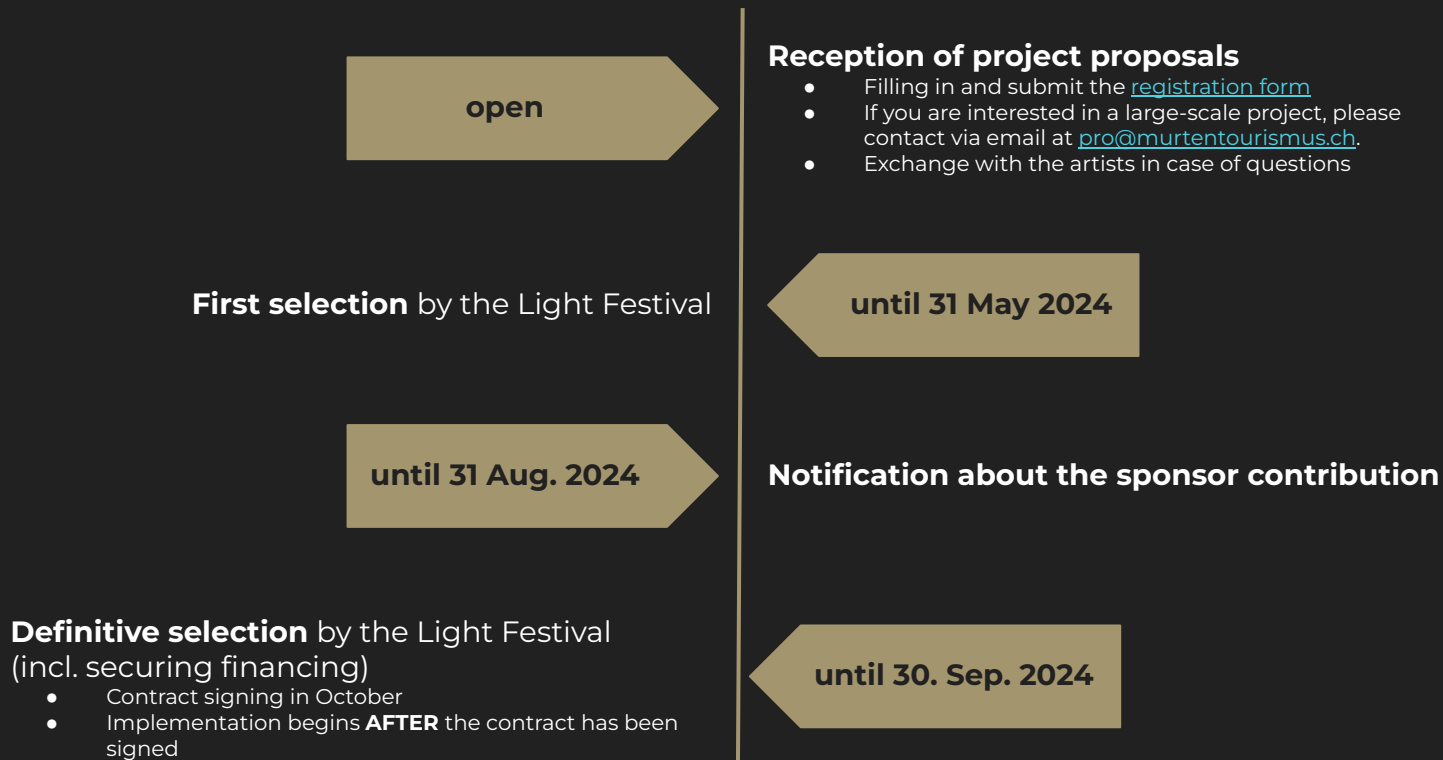 open
Reception of project proposals
● Filling in and submit the registration form
● If you are interested in a large-scale project, please
contact via email at pro@murtentourismus.ch.
● Exchange with the artists in case of questions
First selection by the Light Festival
until 31 May 2024
until 31 Aug. 2024
Notification about the sponsor contribution
Definitive selection by the Light Festival
(incl. securing financing)
● Contract signing in October
● Implementation begins AFTER the contract has been
signed
until 30. Sep. 2024